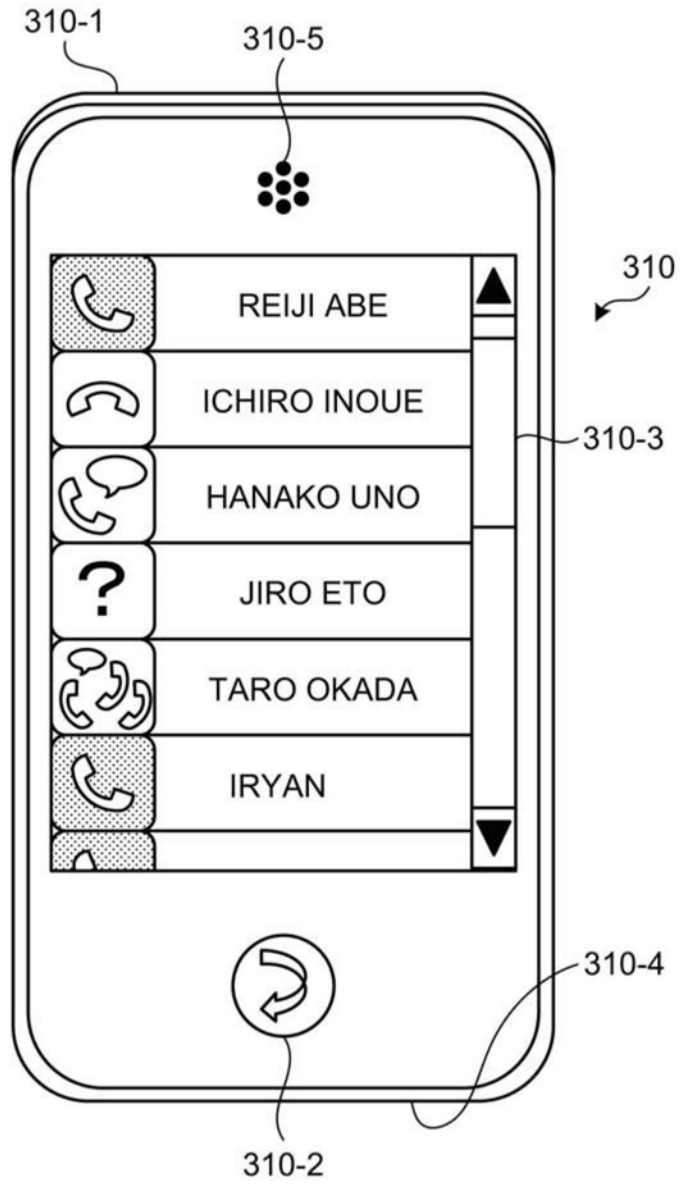 310-1
310-5
310
REIJI ABE
ICHIRO INOUE
310-3
HANAKO UNO
?
JIRO ETO
TARO OKADA
IRYAN
310-4
310-2